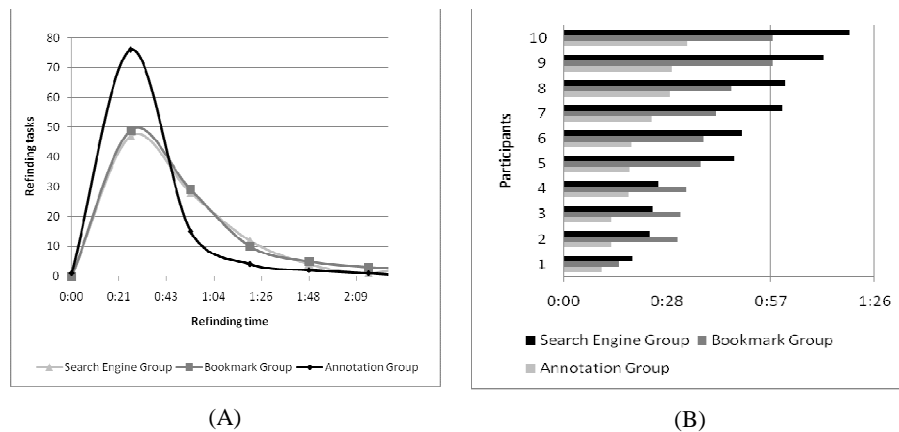 80
70
60
50
40
30
20
10
0
Refinding tasks
0:00 0:21 0:43 1:04 1:26 1:48 2:09
Refinding time
Search Engine Group Bookmark Group Annotation Group
(A)
10
9
8
7
6
5
4
3
2
1
Participants
0:00 0:28 0:57 1:26
Search Engine Group Bookmark Group
Annotation Group
(B)